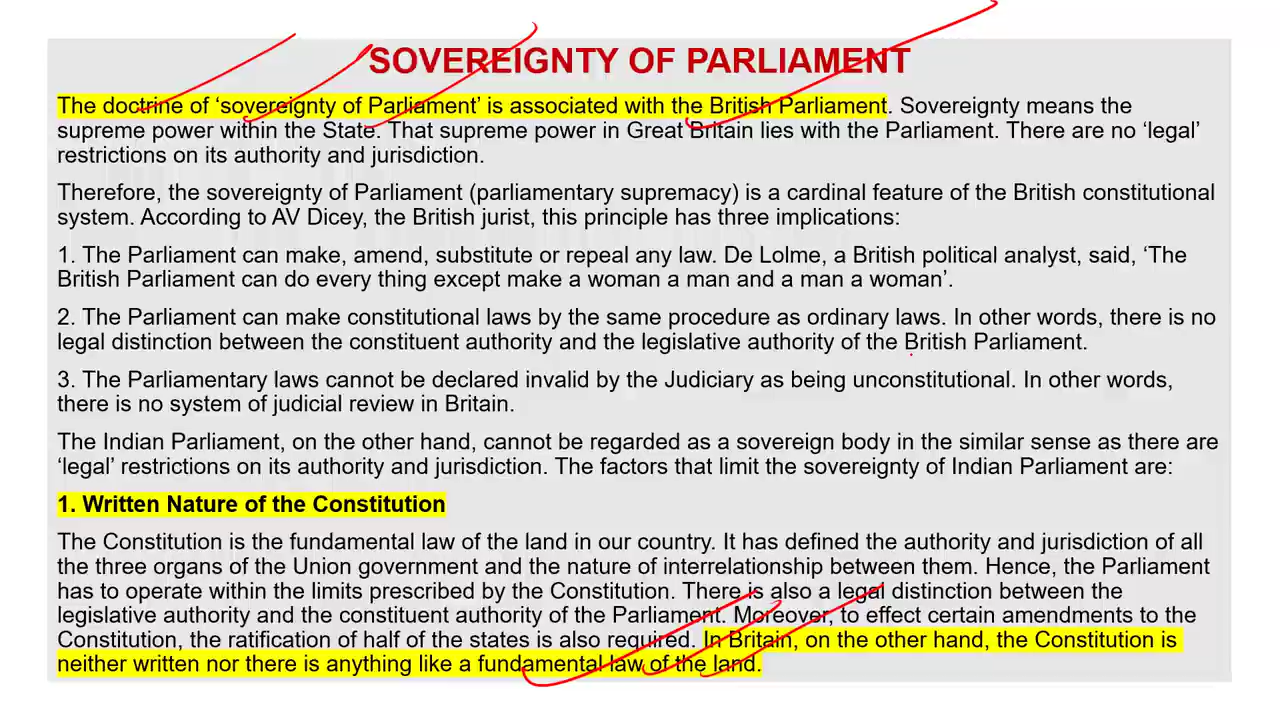 SOVEREIGNTY OF PARLIAMENT
The doctrine of ‘sovereignty of Parliament’ is associated with the British Parliament. Sovereignty means the
supreme power within the State. That supreme power in Great Britain lies with the Parliament. There are no ‘legal’
restrictions on its authority and jurisdiction.
Therefore, the sovereignty of Parliament (parliamentary supremacy) is a cardinal feature of the British constitutional
system. According to AV Dicey, the British jurist, this principle has three implications:
1. The Parliament can make, amend, substitute or repeal any law. De Lolme, a British political analyst, said, ‘The
British Parliament can do every thing except make a woman a man and a man a woman’.
2. The Parliament can make constitutional laws by the same procedure as ordinary laws. In other words, there is no
legal distinction between the constituent authority and the legislative authority of the British Parliament.
3. The Parliamentary laws cannot be declared invalid by the Judiciary as being unconstitutional. In other words,
there is no system of judicial review in Britain.
The Indian Parliament, on the other hand, cannot be regarded as a sovereign body in the similar sense as there are
‘legal’ restrictions on its authority and jurisdiction. The factors that limit the sovereignty of Indian Parliament are:
1. Written Nature of the Constitution
The Constitution is the fundamental law of the land in our country. It has defined the authority and jurisdiction of all
the three organs of the Union government and the nature of interrelationship between them. Hence, the Parliament
has to operate within the limits prescribed by the Constitution. There is also a legal distinction between the
legislative authority and the constituent authority of the Parliament. Moreover, to effect certain amendments to the
Constitution, the ratification of half of the states is also required. In Britain, on the other hand, the Constitution is
neither written nor there is anything like a fundamental law of the land.